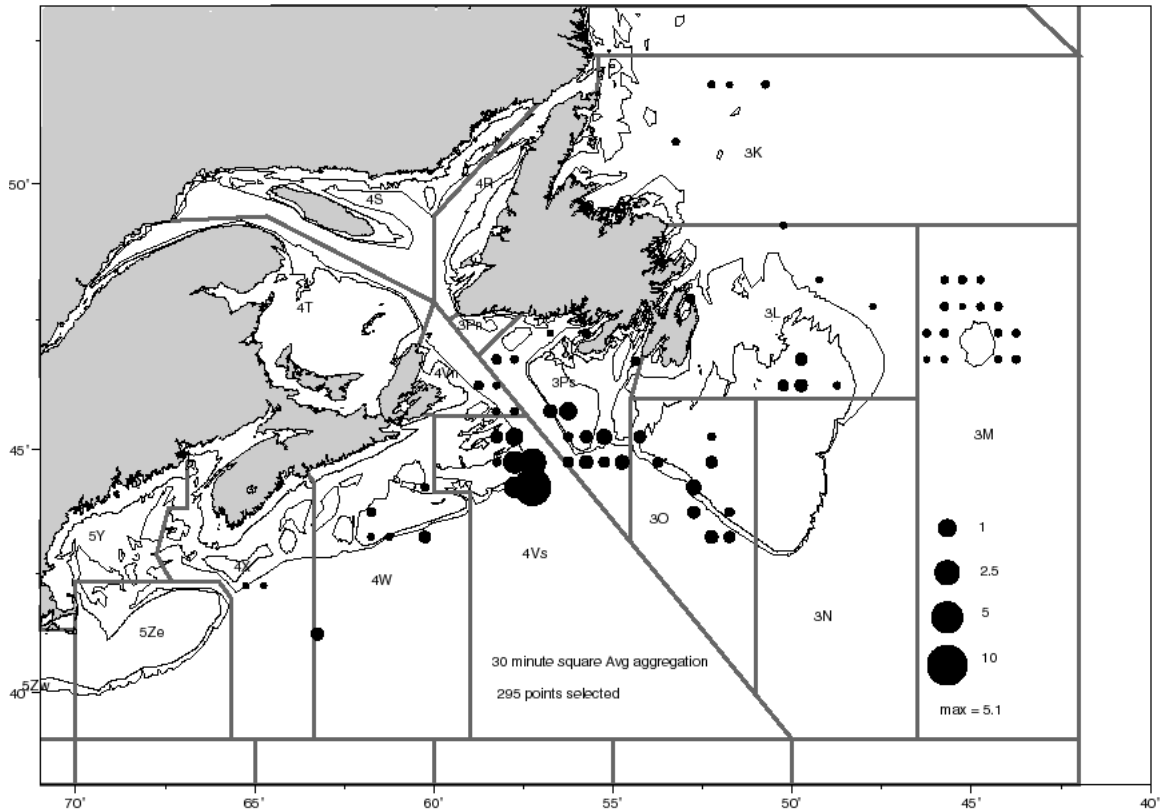 50'
45'
40'
70'
65'
60'
55'
50'
45'
40'
3K
4R
4S
4T
3L
3Pn
4Vn
3Ps
3M
3O
5Y
4X
4W
4Vs
3N
5Ze
5Zw
1
2.5
5
10
max = 5.1
30 minute square Avg aggregation
295 points selected